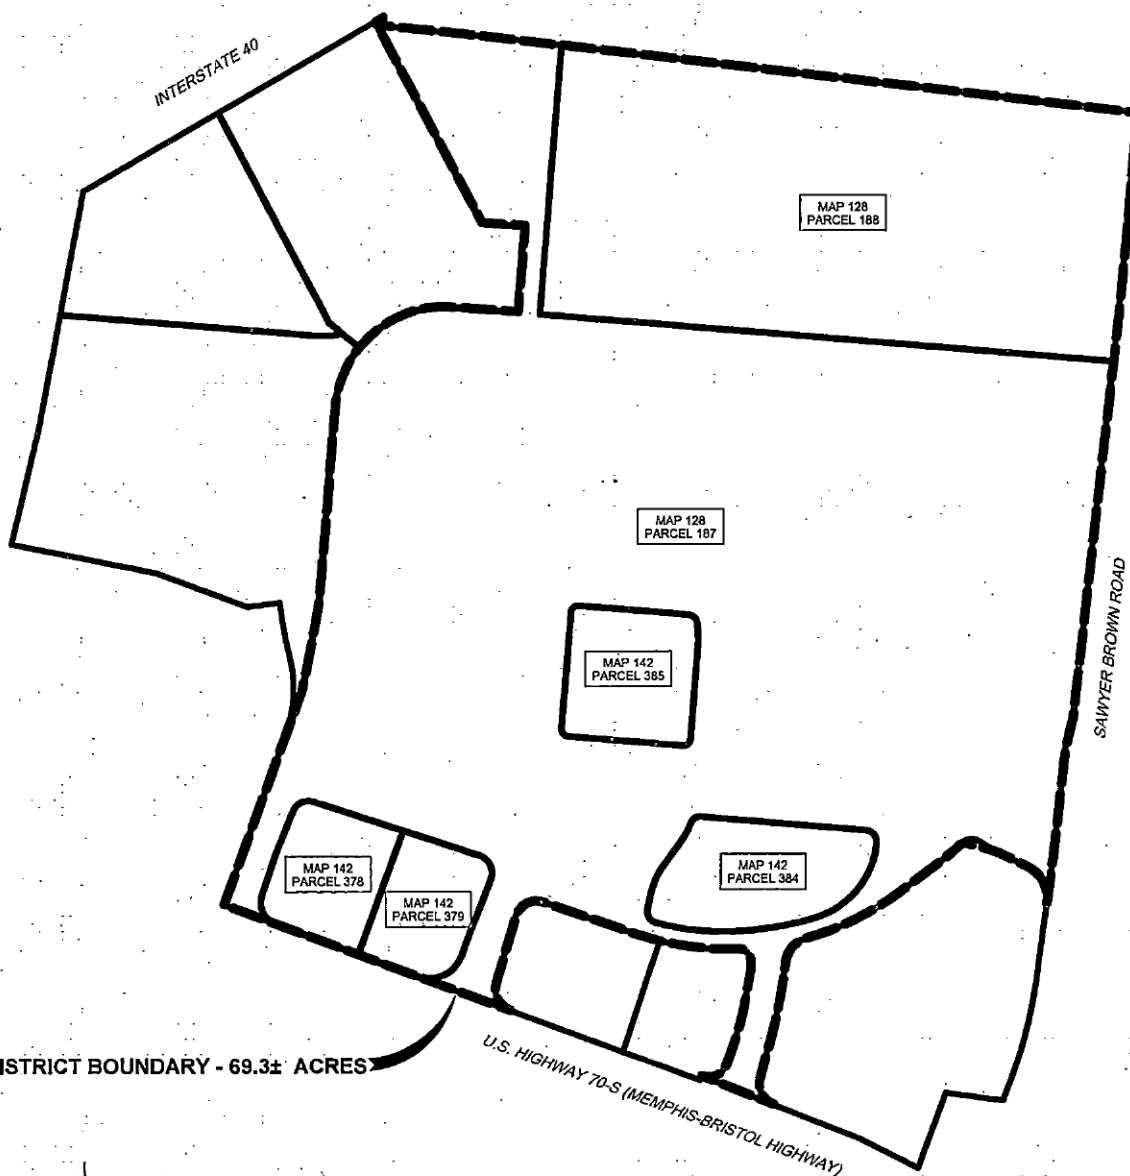 INTERSTATE 40
MAP 128
PARCEL 188
MAP 128
PARCEL 187
SAWYER BROWN ROAD
MAP 142
PARCEL 385
MAP 142
PARCEL 378
MAP 142
PARCEL 379
MAP 142
PARCEL 384
ISTRICT BOUNDARY - 69.3± ACRES
U.S. HIGHWAY 70-S (MEMPHIS-BRISTOL HIGHWAY)